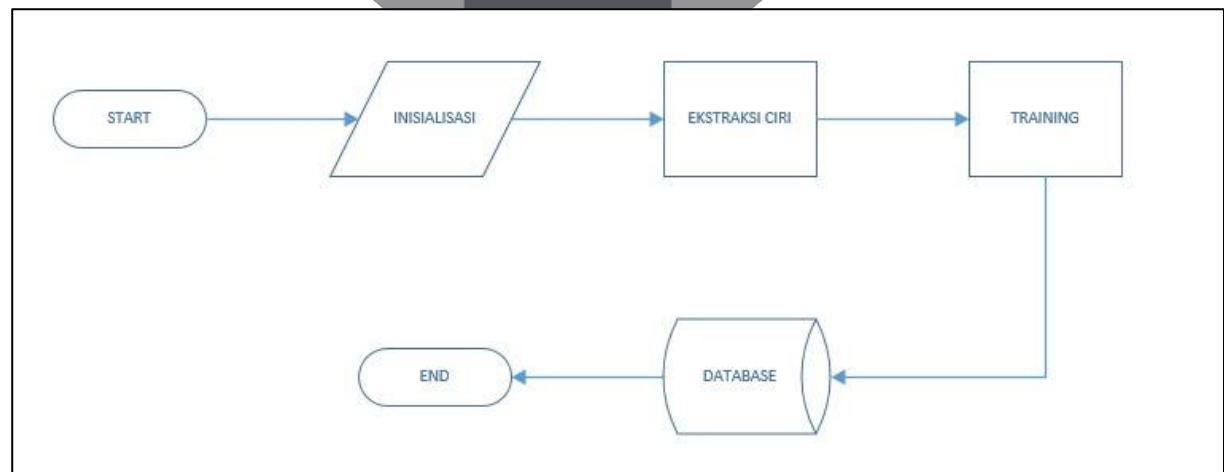 START
INISIALISASI
EKSTRAKSI CIRI
TRAINING
DATABASE
END